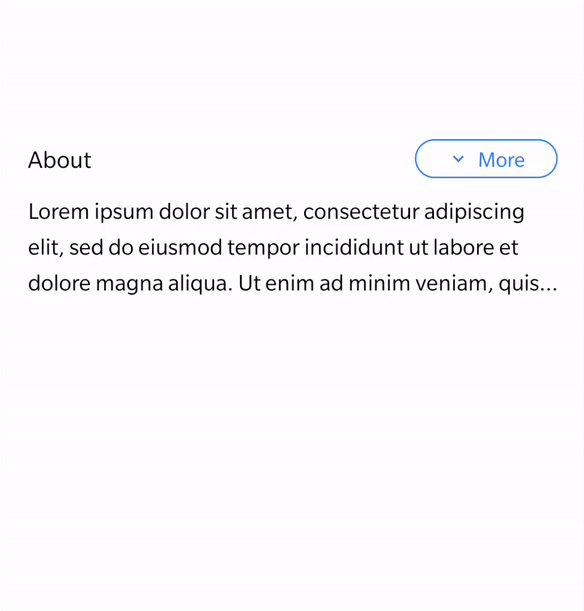 About
More
Lorem ipsum dolor sit amet, consectetur adipiscing
elit, sed do eiusmod tempor incididunt ut labore et
dolore magna aliqua. Ut enim ad minim veniam, quis...